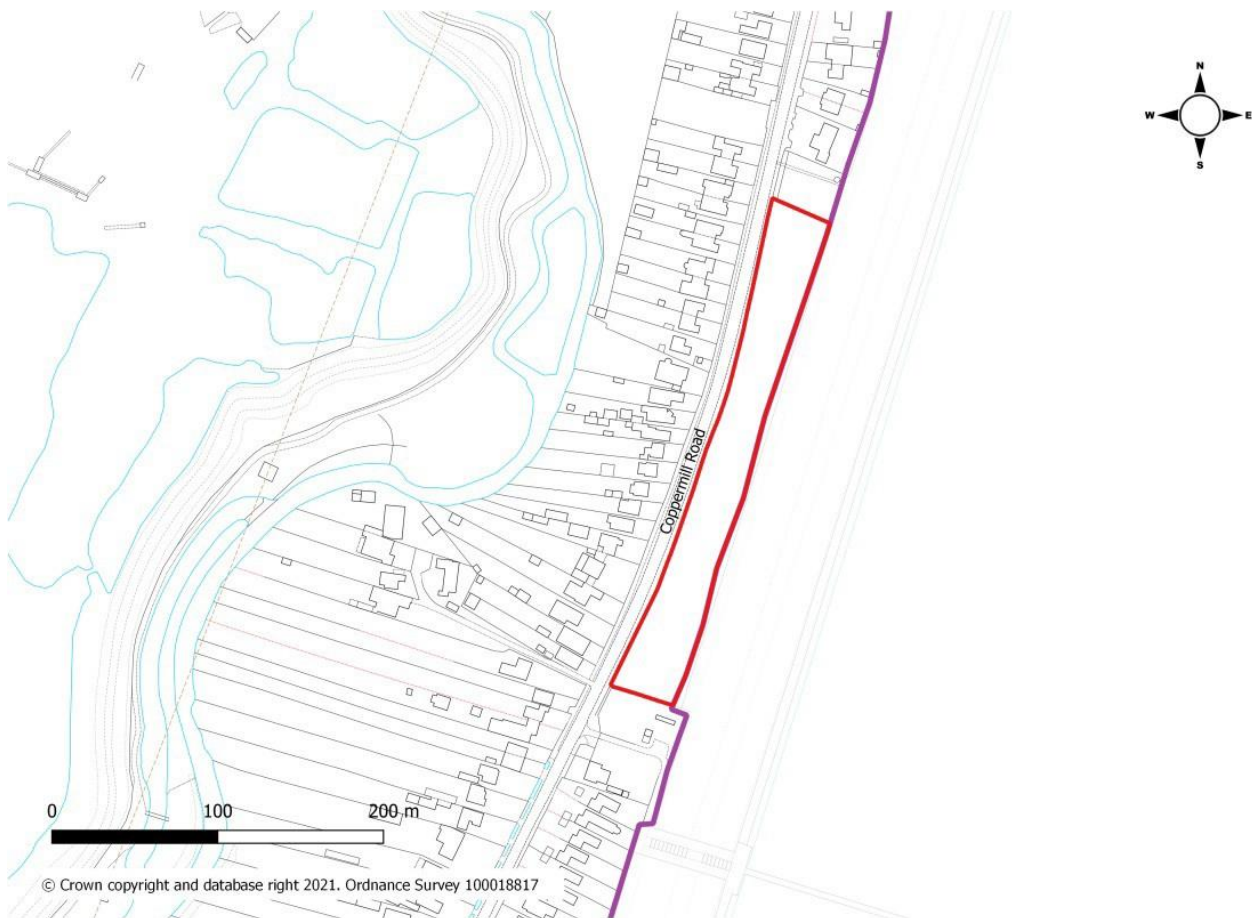 N
W E
S
Coppermill Road
0 100 200 m
© Crown copyright and database right 2021. Ordnance Survey 100018817